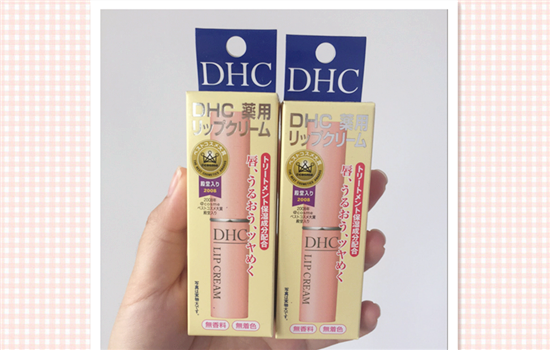 DHC
DHC 薬用
リップクリーム
トリートメント保湿成分配合
唇、うるおう、ツヤめく
殿堂入り
2008
DHC
LIP CREAM
無香料
無着色
DHC
DHC 薬用
リップクリーム
トリートメント保湿成分配合
唇、うるおう、ツヤめく
殿堂入り
2008
DHC
LIP CREAM
無香料
無着色